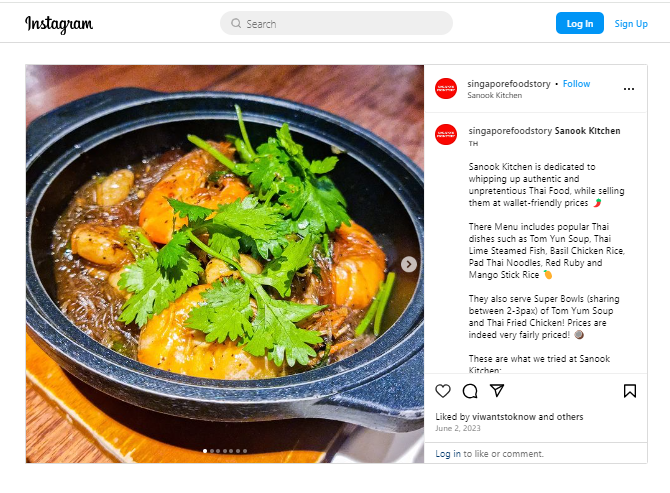 Instagram
Search
Log In
Sign Up
singaporefoodstory • Follow
Sanook Kitchen
singaporefoodstory Sanook Kitchen
TH
Sanook Kitchen is dedicated to
whipping up authentic and
unpretentious Thai Food, while selling
them at wallet-friendly prices 🌶️
There Menu includes popular Thai
dishes such as Tom Yun Soup, Thai
Lime Steamed Fish, Basil Chicken Rice,
Pad Thai Noodles, Red Ruby and
Mango Stick Rice 🥭
They also serve Super Bowls (sharing
between 2-3pax) of Tom Yum Soup
and Thai Fried Chicken! Prices are
indeed very fairly priced!
These are what we tried at Sanook
Kitchen:
Liked by viwantstoknow and others
June 2, 2023
Log in to like or comment.